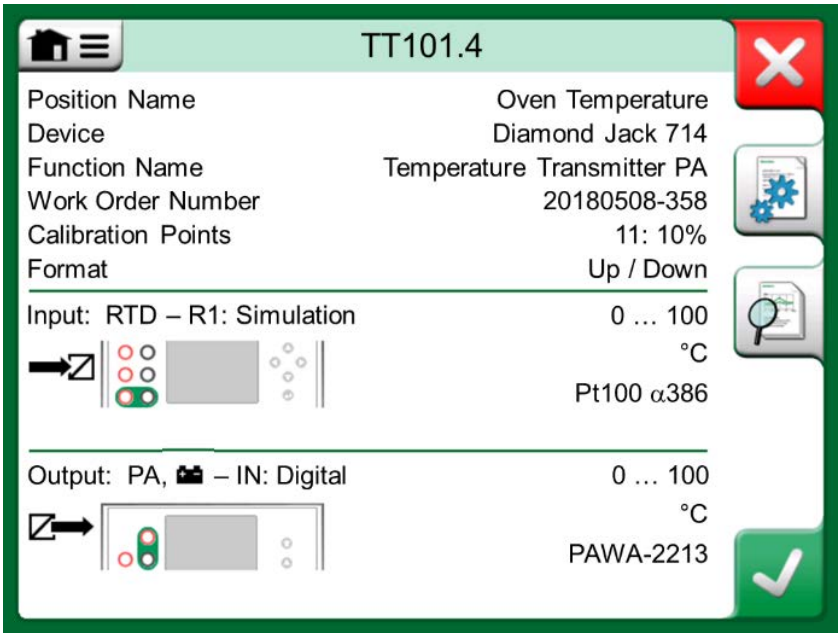 TT101.4
Position Name Oven Temperature
Device Diamond Jack 714
Function Name Temperature Transmitter PA
Work Order Number 20180508-358
Calibration Points 11: 10%
Format Up / Down
Input: RTD – R1: Simulation 0 … 100
°C
Pt100 α386
Output: PA, – IN: Digital 0 … 100
°C
PAWA-2213